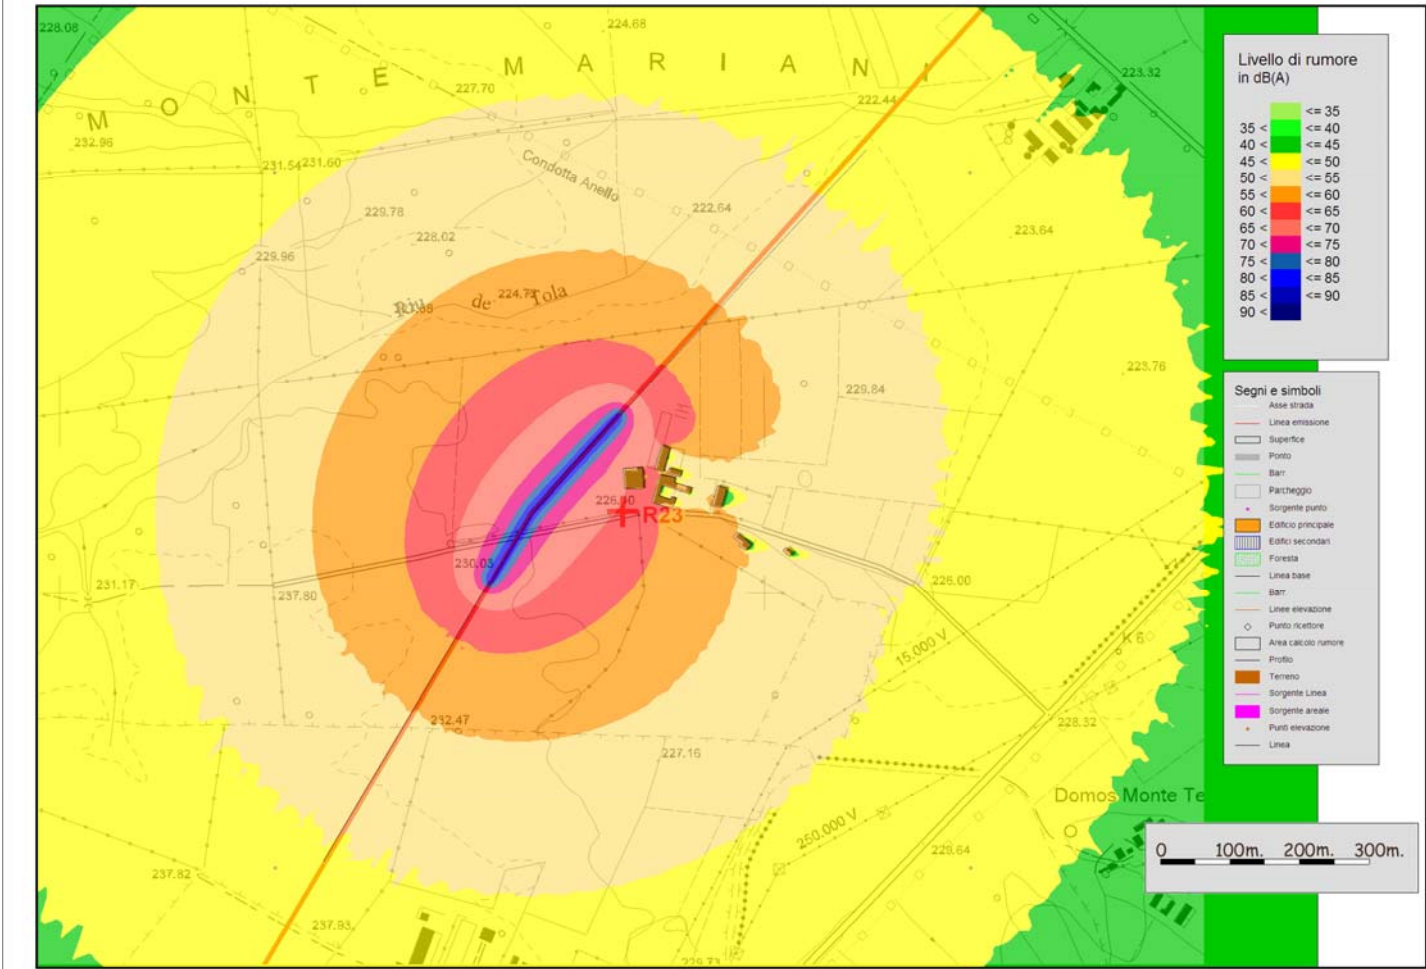 228.08
224.68
MONTE MARIANI
227.70
223.32
222.44
232.96
231.54
231.60
Condotta Anello
229.78
222.64
228.02
223.64
229.96
224.72
Riu de Tola
223.76
229.84
226.90
R23
230.03
231.17
237.80
226.00
15.000 V
K 6
232.47
228.32
227.16
Domos Monte Te
250.000 V
229.64
237.82
237.93
229.73
Livello di rumore
in dB(A)
<= 35
35 < <= 40
40 < <= 45
45 < <= 50
50 < <= 55
55 < <= 60
60 < <= 65
65 < <= 70
70 < <= 75
75 < <= 80
80 < <= 85
85 < <= 90
90 <
Segni e simboli
Asse strada
Linea emissione
Superfice
Ponto
Barr.
Parcheggio
Sorgente punto
Edificio principale
Edifici secondari
Foresta
Linea base
Barr.
Linee elevazione
Punto ricettore
Area calcolo rumore
Profilo
Terreno
Sorgente Linea
Sorgente areale
Punti elevazione
Linea
0 100m. 200m. 300m.